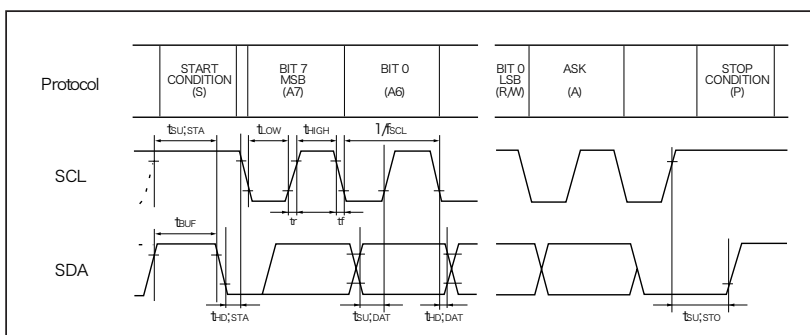 Protocol
START
CONDITION
(S)
BIT 7
MSB
(A7)
BIT 0
(A6)
BIT 0
LSB
(R/W)
ASK
(A)
STOP
CONDITION
(P)
tSU;STA
tLOW
tHIGH
1/fSCL
SCL
tr
tf
tBUF
SDA
tHD;STA
tSU;DAT
tHD;DAT
tSU;STO